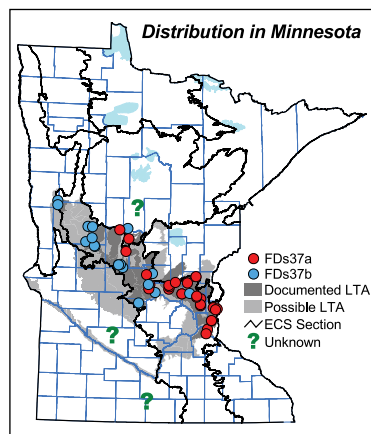 Distribution in Minnesota
?
?
?
FDs37a
FDs37b
Documented LTA
Possible LTA
ECS Section
? Unknown